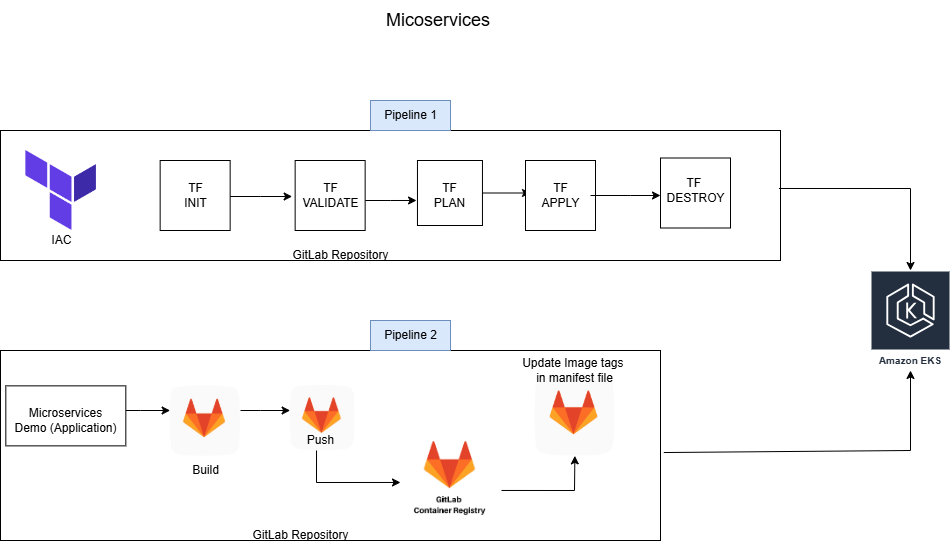 Micoservices
Pipeline 1
TF
INIT
TF
VALIDATE
TF
PLAN
TF
APPLY
TF
DESTROY
IAC
GitLab Repository
K
Amazon EKS
Pipeline 2
Update Image tags
in manifest file
Microservices
Demo (Application)
Build
Push
GitLab
Container Registry
GitLab Repository